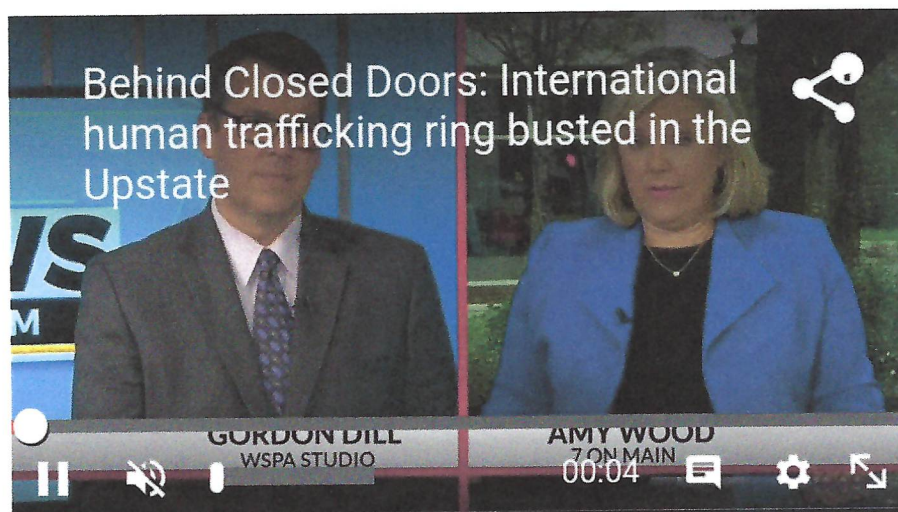 Behind Closed Doors: International
human trafficking ring busted in the
Upstate
WS
M
GORDON DILL
WSPA STUDIO
AMY WOOD
7 ON MAIN
00:04